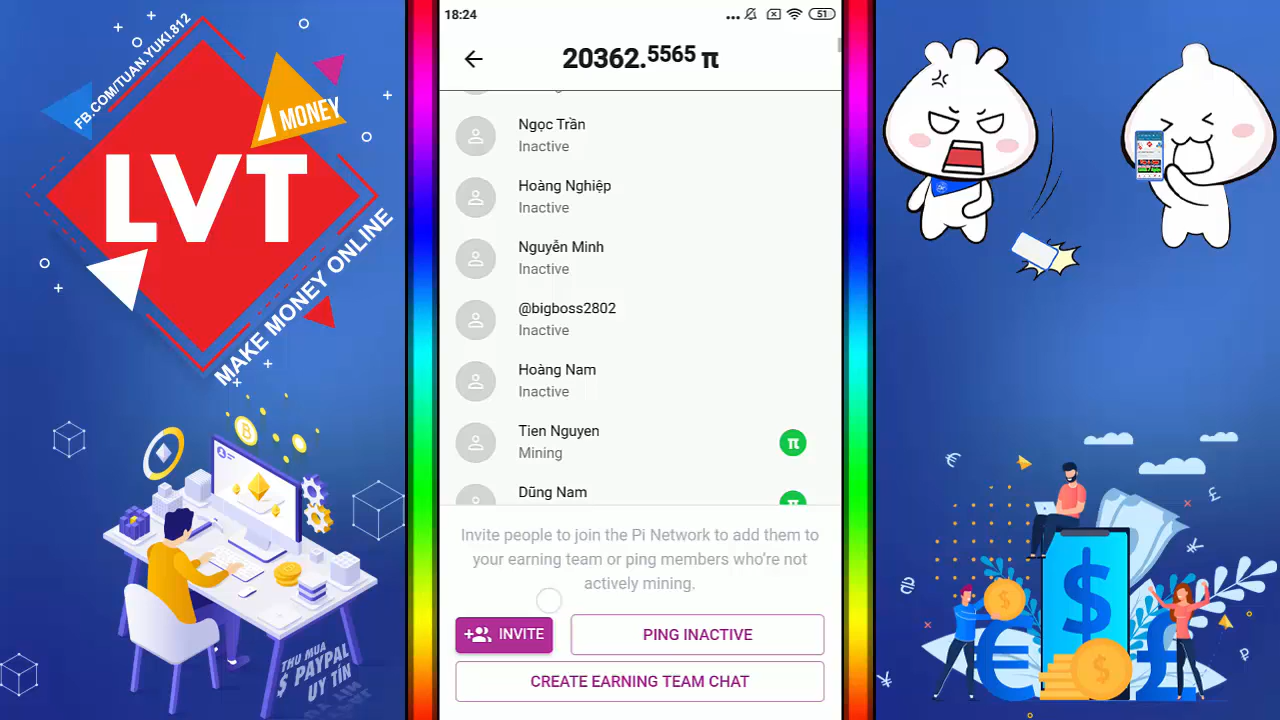 FB.COM/TUAN.YUKI.812
MONEY
LVT
MAKE MONEY ONLINE
THU MUA
$ PAYPAL
UY TÍN
18:24
51
20362.5565 π
Ngọc Trần
Inactive
Hoàng Nghiệp
Inactive
Nguyễn Minh
Inactive
@bigboss2802
Inactive
Hoàng Nam
Inactive
Tien Nguyen
Mining
π
Dũng Nam
π
Invite people to join the Pi Network to add them to
your earning team or ping members who're not
actively mining.
INVITE
PING INACTIVE
CREATE EARNING TEAM CHAT